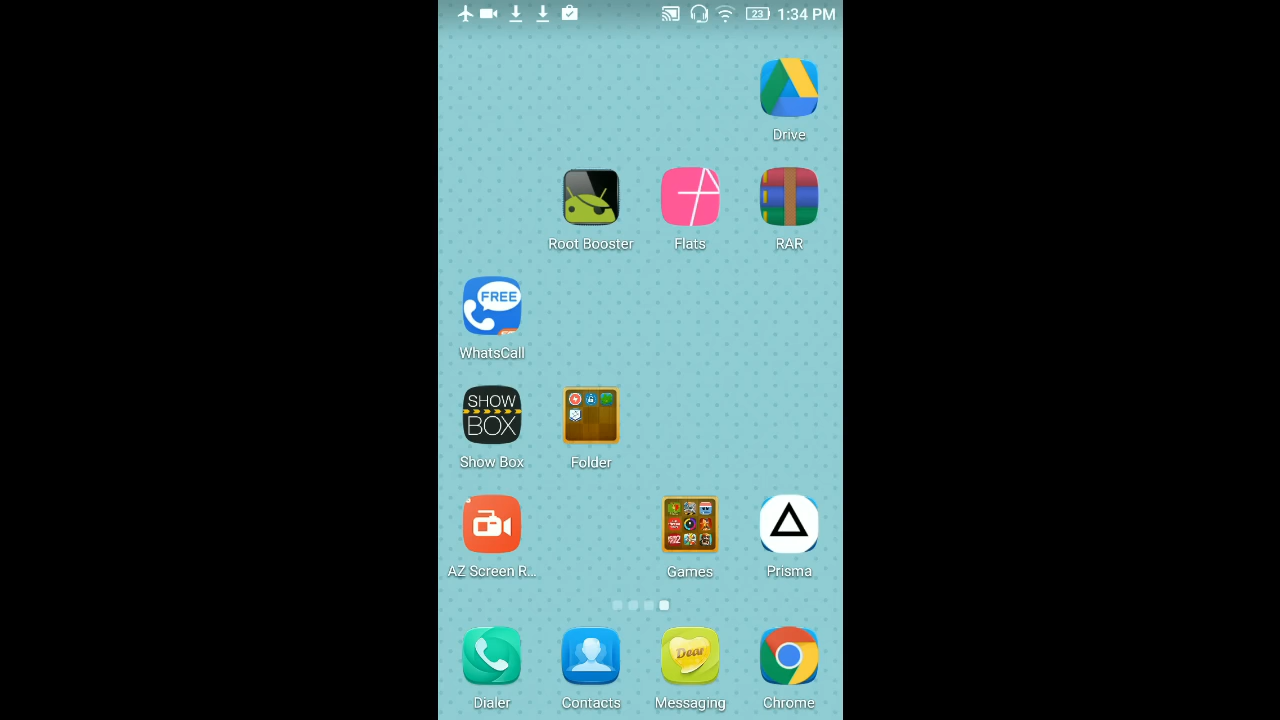 23 1:34 PM
Drive
Root Booster Flats RAR
FREE
WhatsCall
SHOW
BOX
Show Box Folder
AZ Screen R... Games Prisma
Dear
Dialer Contacts Messaging Chrome